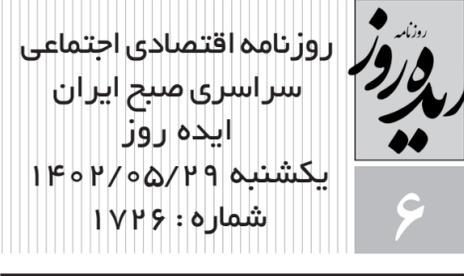 روزنامه اقتصادی اجتماعی
سراسری صبح ایران
ایده روز
یکشنبه ۱۴۰۲/۰۵/۲۹
شماره : ۱۷۲۶
روزنامه
ایده روز
۶